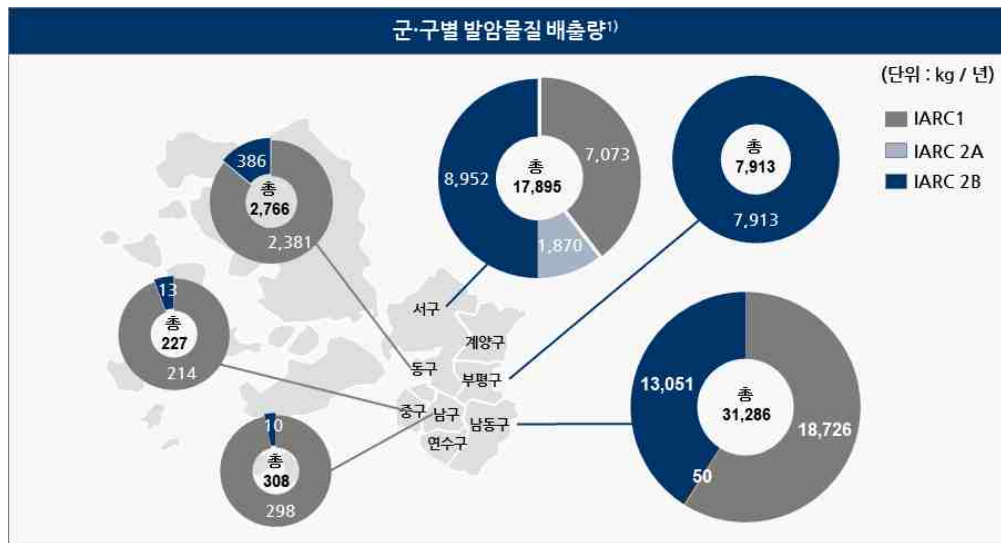 군·구별 발암물질 배출량1)
(단위 : kg / 년)
IARC1
IARC 2A
IARC 2B
386
총
2,766
2,381
8,952
총
17,895
7,073
1,870
총
7,913
7,913
13
총
227
214
서구
계양구
동구
부평구
중구
남구
남동구
연수구
13,051
총
31,286
18,726
50
10
총
308
298